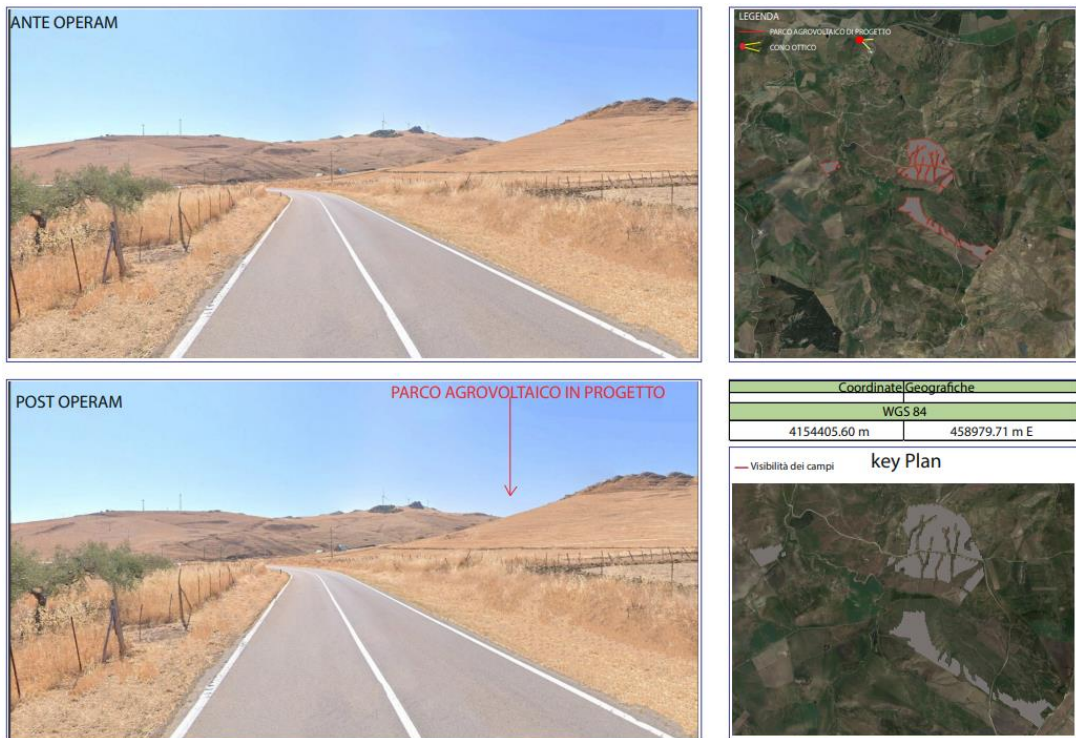 ANTE OPERAM
LEGENDA
PARCO AGROVOLTAICO DI PROGETTO
CONO OTTICO
POST OPERAM
PARCO AGROVOLTAICO IN PROGETTO
Coordinate Geografiche
WGS 84
4154405.60 m 458979.71 m E
Visibilità dei campi
key Plan